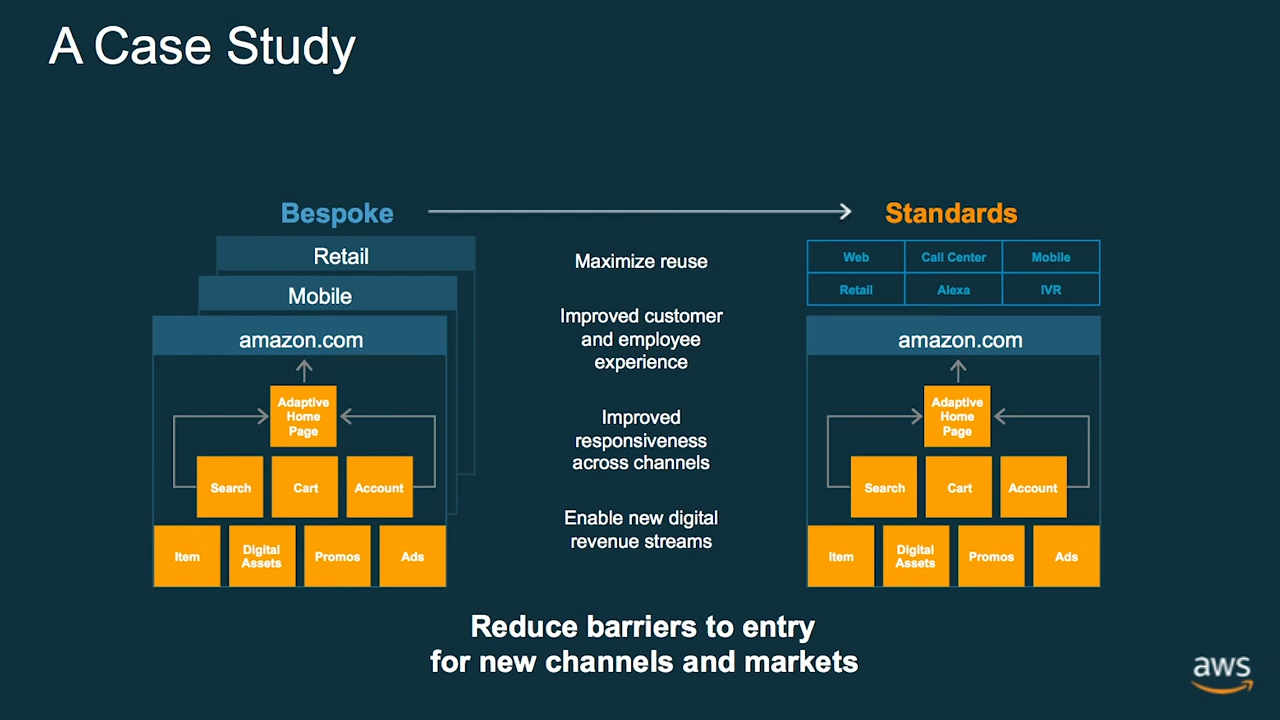 A Case Study
Bespoke
Standards
Retail
Mobile
amazon.com
Adaptive
Home
Page
Search
Cart
Account
Item
Digital
Assets
Promos
Ads
Maximize reuse
Improved customer
and employee
experience
Improved
responsiveness
across channels
Enable new digital
revenue streams
Web
Call Center
Mobile
Retail
Alexa
IVR
amazon.com
Adaptive
Home
Page
Search
Cart
Account
Item
Digital
Assets
Promos
Ads
Reduce barriers to entry
for new channels and markets
aws